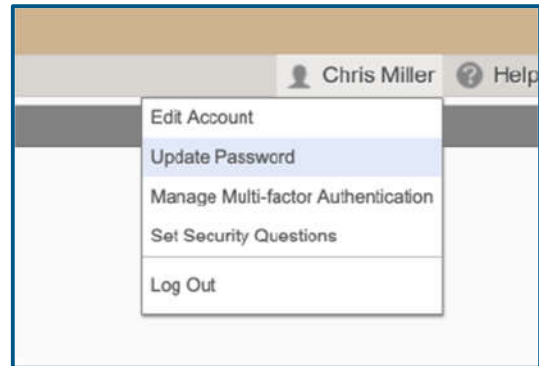 Chris Miller Help
Edit Account
Update Password
Manage Multi-factor Authentication
Set Security Questions
Log Out